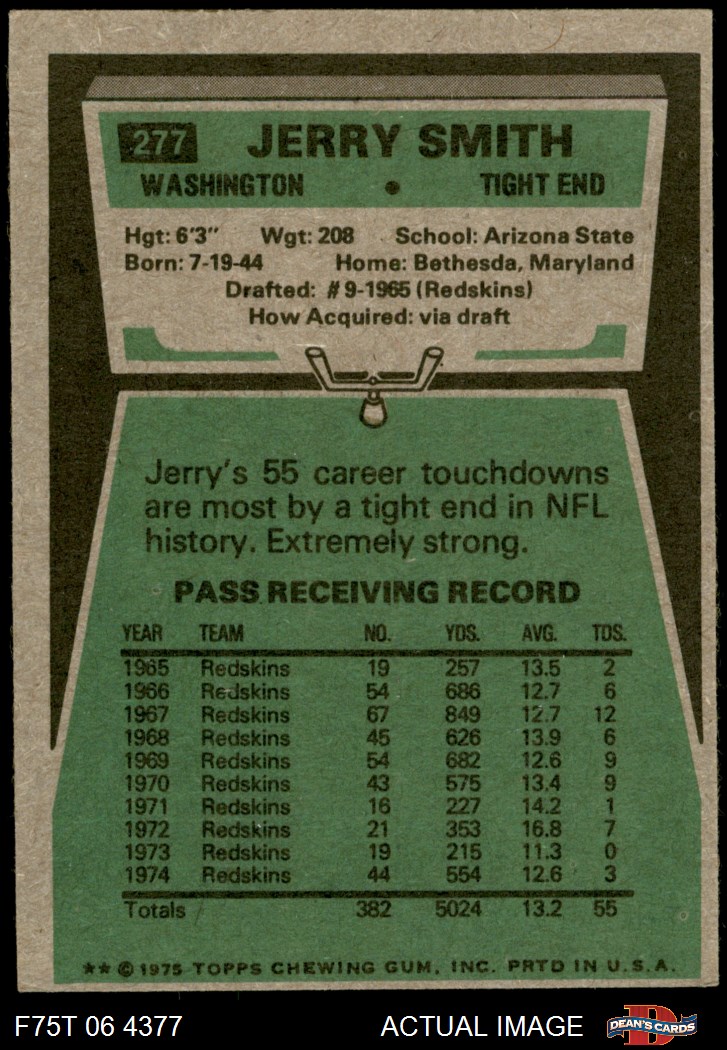 277 JERRY SMITH
WASHINGTON • TIGHT END
Hgt: 6'3" Wgt: 208 School: Arizona State
Born: 7-19-44 Home: Bethesda, Maryland
Drafted: #9-1965 (Redskins)
How Acquired: via draft
Jerry's 55 career touchdowns
are most by a tight end in NFL
history. Extremely strong.
PASS RECEIVING RECORD
YEAR TEAM NO. YDS. AVG. TDS.
1965 Redskins 19 257 13.5 2
1966 Redskins 54 686 12.7 6
1967 Redskins 67 849 12.7 12
1968 Redskins 45 626 13.9 6
1969 Redskins 54 682 12.6 9
1970 Redskins 43 575 13.4 9
1971 Redskins 16 227 14.2 1
1972 Redskins 21 353 16.8 7
1973 Redskins 19 215 11.3 0
1974 Redskins 44 554 12.6 3
Totals 382 5024 13.2 55
** © 1975 TOPPS CHEWING GUM, INC. PRTD IN U.S.A.
F75T 06 4377 ACTUAL IMAGE D DEAN'S CARDS